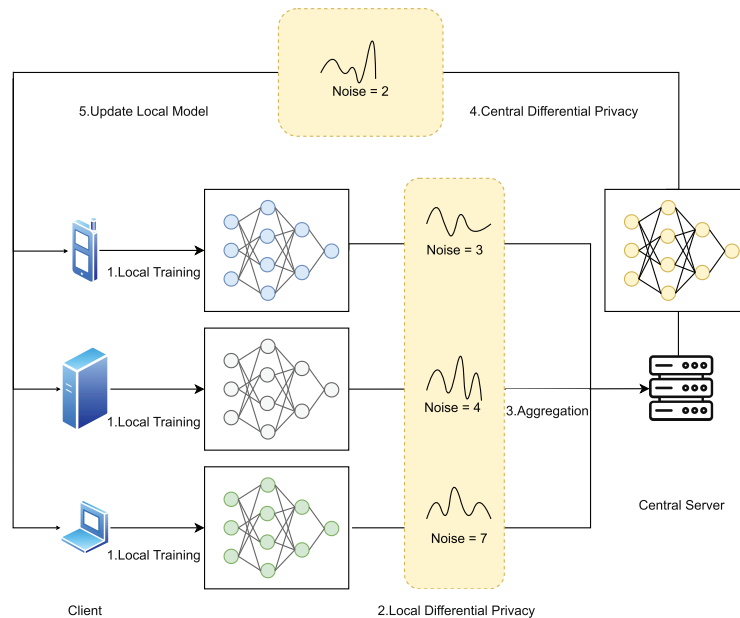 Noise = 2
5.Update Local Model
4.Central Differential Privacy
Noise = 3
1.Local Training
Noise = 4
3.Aggregation
1.Local Training
Central Server
Noise = 7
1.Local Training
Client
2.Local Differential Privacy